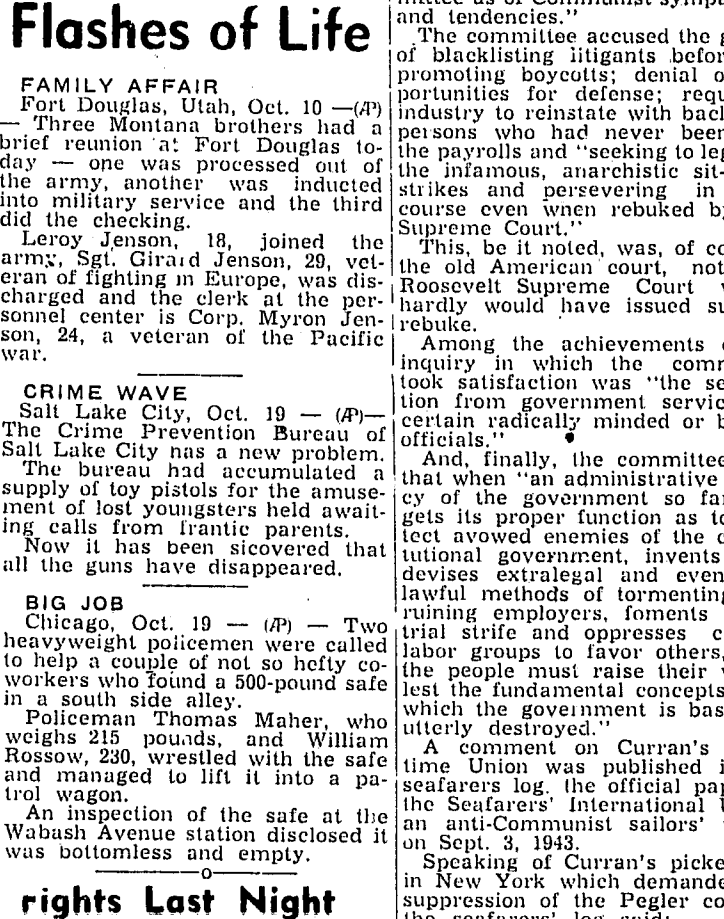 Flashes of Life
FAMILY AFFAIR
Fort Douglas, Utah, Oct. 10 —(AP)
— Three Montana brothers had a
brief reunion at Fort Douglas to-
day — one was processed out of
the army, another was inducted
into military service and the third
did the checking.
Leroy Jenson, 18, joined the
army, Sgt. Girard Jenson, 29, vet-
eran of fighting in Europe, was dis-
charged and the clerk at the per-
sonnel center is Corp. Myron Jen-
son, 24, a veteran of the Pacific
war.
CRIME WAVE
Salt Lake City, Oct. 19 — (AP)—
The Crime Prevention Bureau of
Salt Lake City has a new problem.
The bureau had accumulated a
supply of toy pistols for the amuse-
ment of lost youngsters held await-
ing calls from frantic parents.
Now it has been sicovered that
all the guns have disappeared.
BIG JOB
Chicago, Oct. 19 — (AP) — Two
heavyweight policemen were called
to help a couple of not so hefty co-
workers who found a 500-pound safe
in a south side alley.
Policeman Thomas Maher, who
weighs 215 pounds, and William
Rossow, 230, wrestled with the safe
and managed to lift it into a pa-
trol wagon.
An inspection of the safe at the
Wabash Avenue station disclosed it
was bottomless and empty.
rights Last Night
and tendencies."
The committee accused the
of blacklisting litigants
promoting boycotts; denial
portunities for defense;
industry to reinstate with
persons who had never been
the payrolls and "seeking to
the infamous, anarchistic sit-
strikes and persevering in
course even when rebuked
Supreme Court."
This, be it noted, was, of
the old American court, not
Roosevelt Supreme Court
hardly would have issued
rebuke.
Among the achievements
inquiry in which the
took satisfaction was "the
tion from government
certain radically minded or
officials."
And, finally, the committee
that when "an administrative
cy of the government so
gets its proper function as
tect avowed enemies of the
tutional government, invents
devises extralegal and even
lawful methods of tormenting
ruining employers, foments
trial strife and oppresses
labor groups to favor others,
the people must raise their
lest the fundamental concepts
which the government is
utterly destroyed."
A comment on Curran's
time Union was published
seafarers log, the official
the Seafarers' International
an anti-Communist sailors'
on Sept. 3, 1943.
Speaking of Curran's
in New York which
suppression of the Pegler